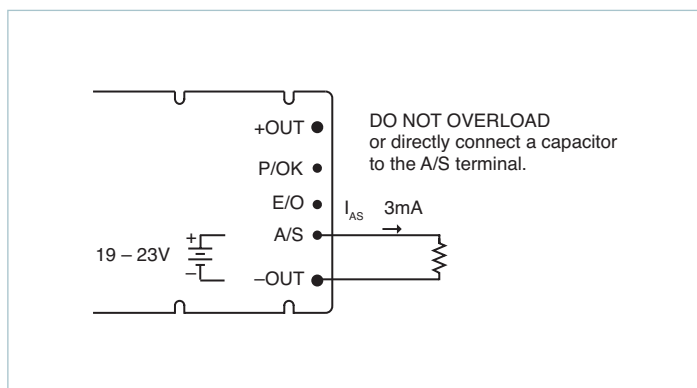 +OUT
P/OK
E/O
A/S
–OUT
19 – 23V
+
–
DO NOT OVERLOAD
or directly connect a capacitor
to the A/S terminal.
IAS 3mA